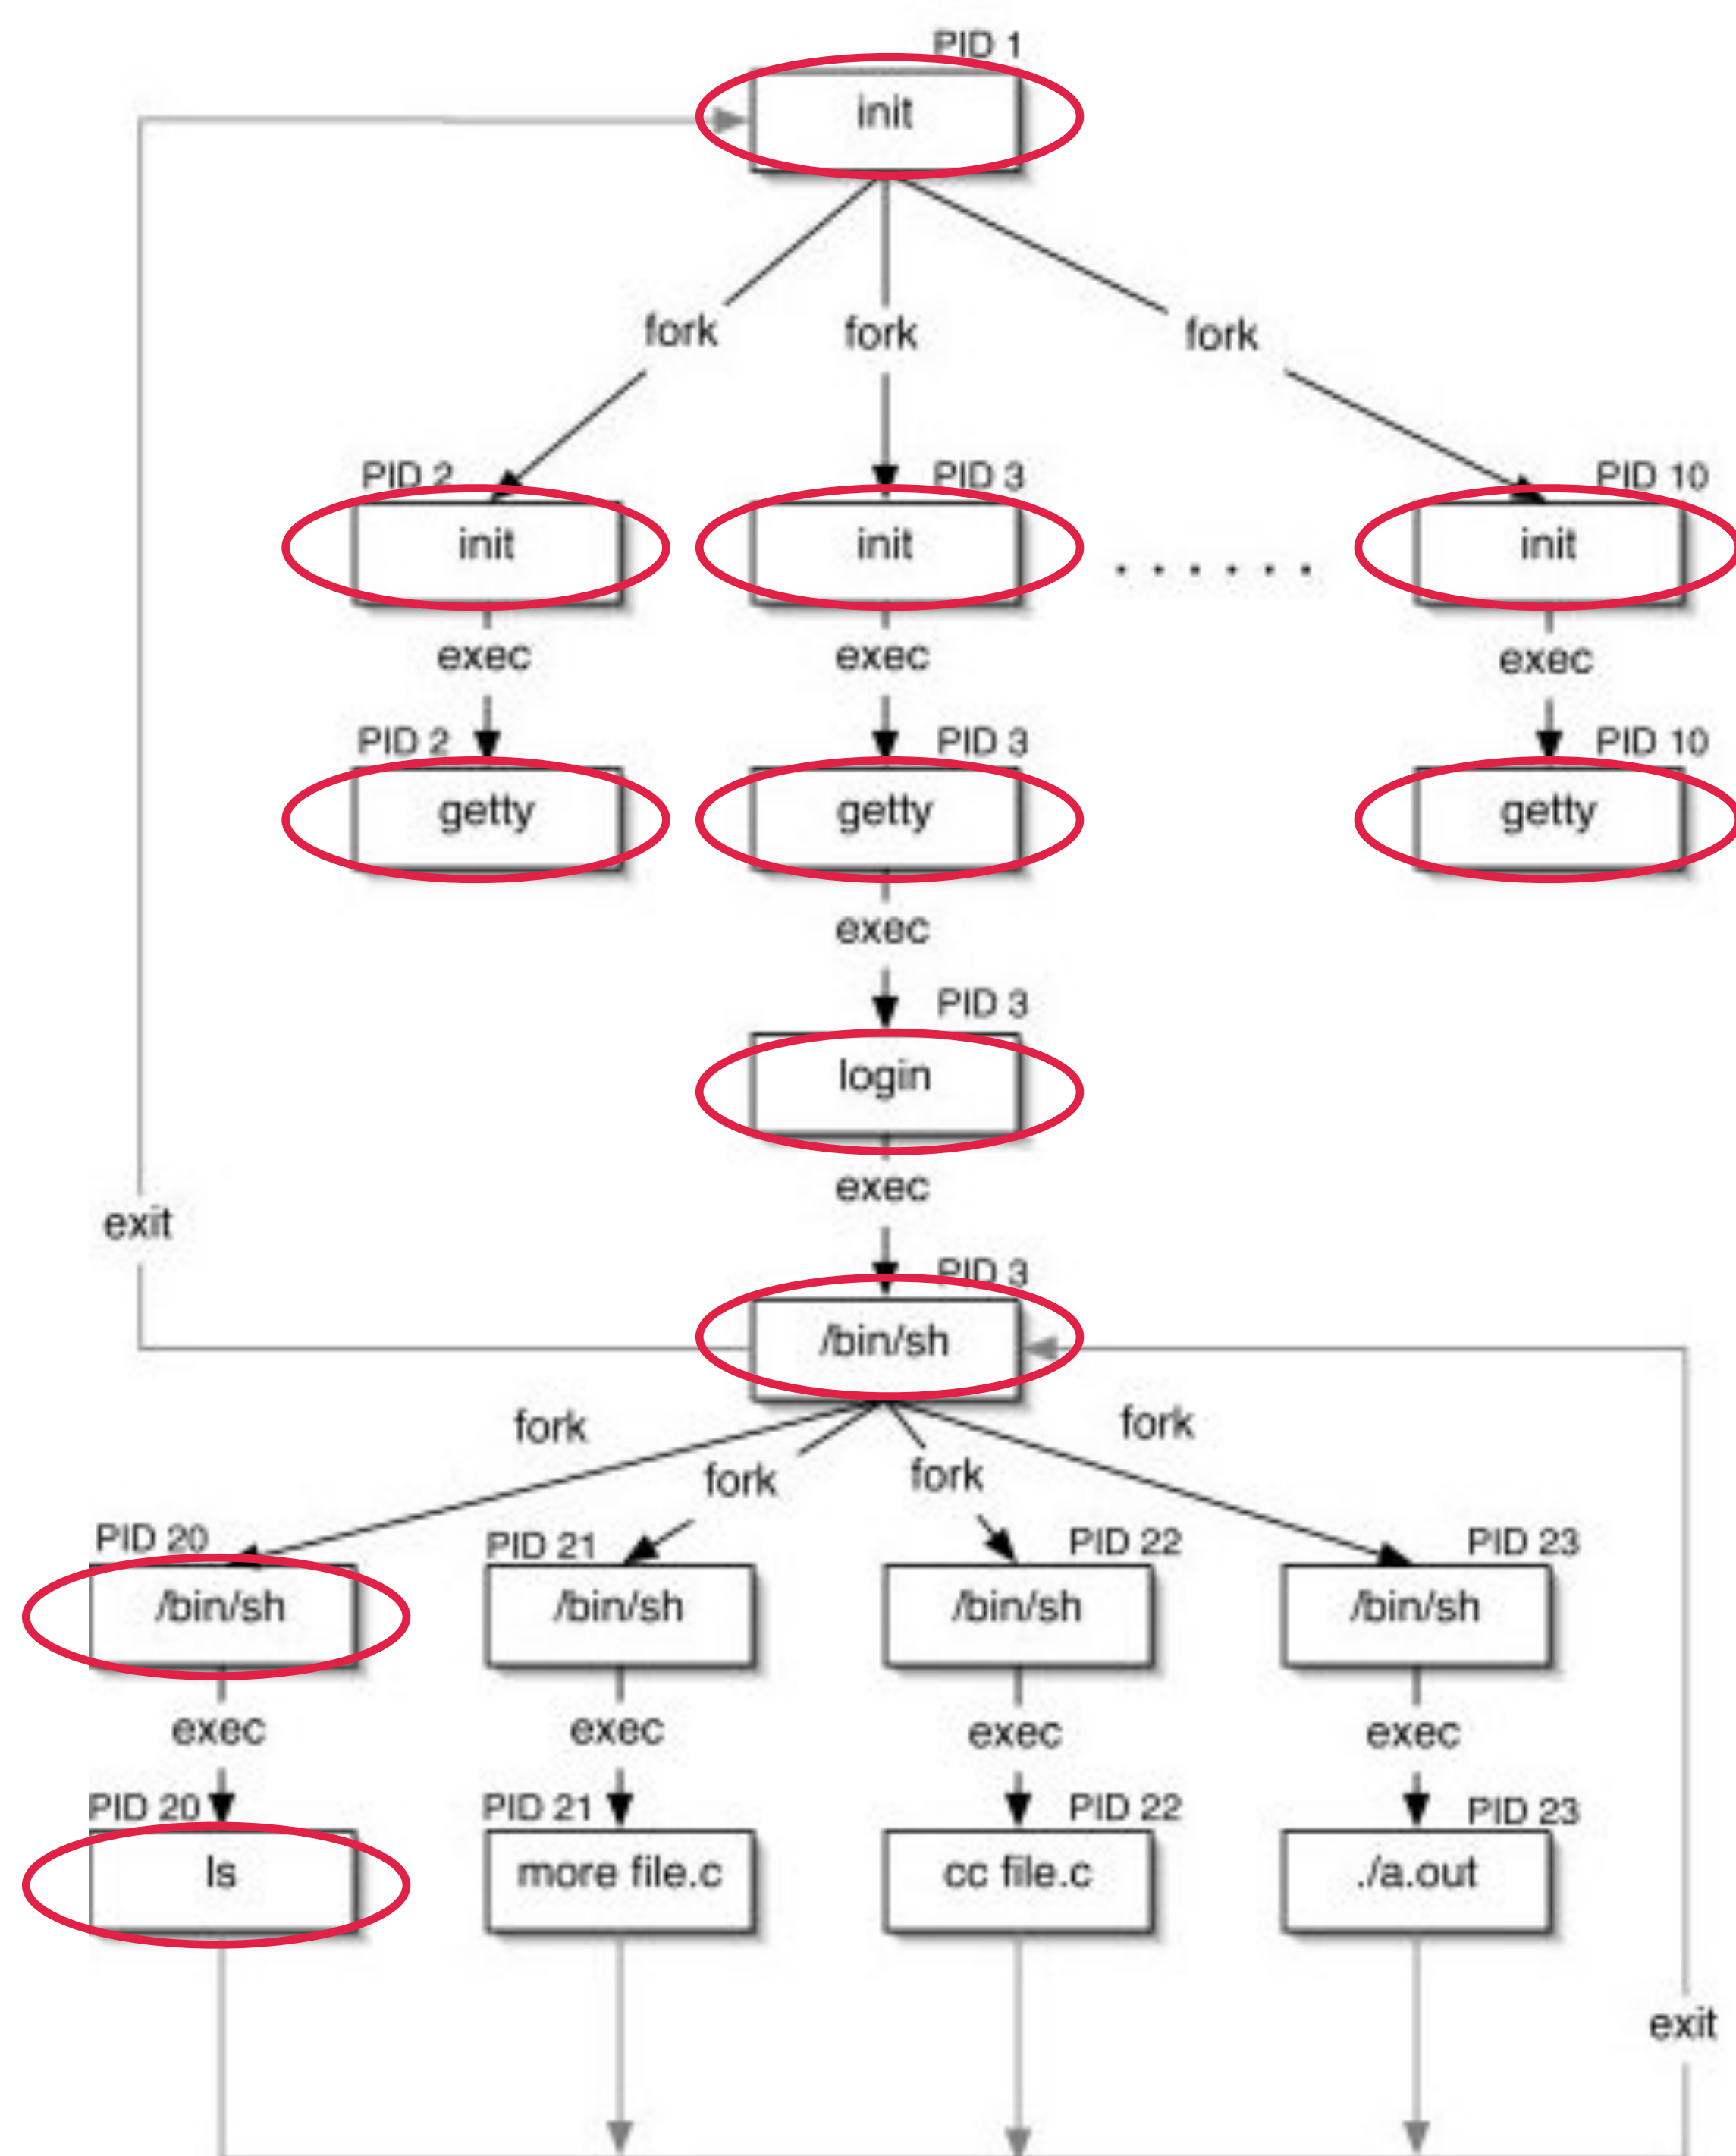 PID 1
init
fork fork fork
PID 2 PID 3 PID 10
init init . . . . . . init
exec exec exec
PID 2 PID 3 PID 10
getty getty getty
exec
PID 3
login
exec
exit
PID 3
/bin/sh
fork fork
fork fork
PID 20 PID 21 PID 22 PID 23
/bin/sh /bin/sh /bin/sh /bin/sh
exec exec exec exec
PID 20 PID 21 PID 22 PID 23
ls more file.c cc file.c ./a.out
exit